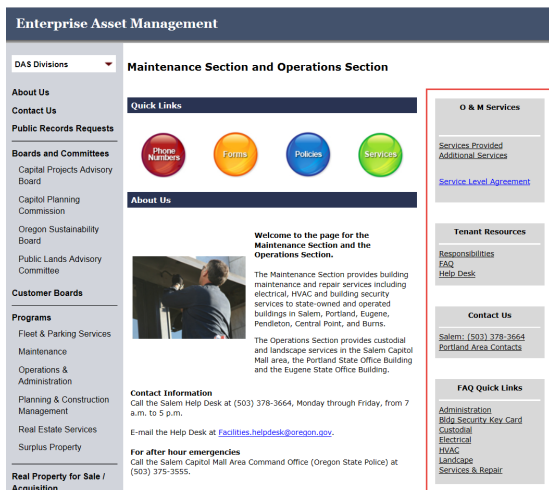 Enterprise Asset Management
DAS Divisions
About Us
Contact Us
Public Records Requests
Boards and Committees
Capital Projects Advisory
Board
Capitol Planning
Commission
Oregon Sustainability
Board
Public Lands Advisory
Committee
Customer Boards
Programs
Fleet & Parking Services
Maintenance
Operations &
Administration
Planning & Construction
Management
Real Estate Services
Surplus Property
Real Property for Sale /
Acquisition
Maintenance Section and Operations Section
Quick Links
Phone
Numbers
Forms
Policies
Services
About Us
Welcome to the page for the
Maintenance Section and the
Operations Section.
The Maintenance Section provides building
maintenance and repair services including
electrical, HVAC and building security
services to state-owned and operated
buildings in Salem, Portland, Eugene,
Pendleton, Central Point, and Burns.
The Operations Section provides custodial
and landscape services in the Salem Capitol
Mall area, the Portland State Office Building
and the Eugene State Office Building.
Contact Information
Call the Salem Help Desk at (503) 378-3664, Monday through Friday, from 7
a.m. to 5 p.m.
E-mail the Help Desk at Facilities.helpdesk@oregon.gov.
For after hour emergencies
Call the Salem Capitol Mall Area Command Office (Oregon State Police) at
(503) 375-3555.
O & M Services
Services Provided
Additional Services
Service Level Agreement
Tenant Resources
Responsibilities
FAQ
Help Desk
Contact Us
Salem: (503) 378-3664
Portland Area Contacts
FAQ Quick Links
Administration
Bldg Security Key Card
Custodial
Electrical
HVAC
Landcape
Services & Repair